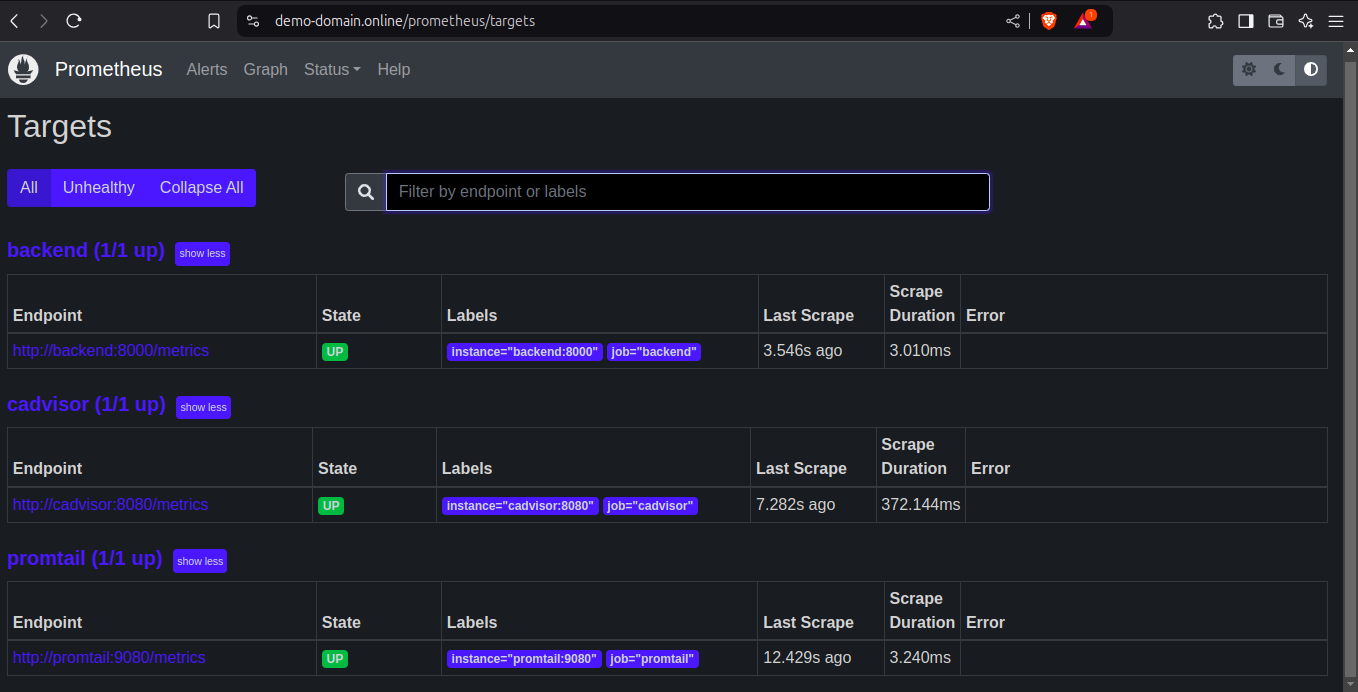 demo-domain.online/prometheus/targets
1
Prometheus Alerts Graph Status Help
Targets
All Unhealthy Collapse All
Filter by endpoint or labels
backend (1/1 up) show less
Endpoint State Labels Last Scrape Scrape Duration Error
http://backend:8000/metrics UP instance="backend:8000" job="backend" 3.546s ago 3.010ms
cadvisor (1/1 up) show less
Endpoint State Labels Last Scrape Scrape Duration Error
http://cadvisor:8080/metrics UP instance="cadvisor:8080" job="cadvisor" 7.282s ago 372.144ms
promtail (1/1 up) show less
Endpoint State Labels Last Scrape Scrape Duration Error
http://promtail:9080/metrics UP instance="promtail:9080" job="promtail" 12.429s ago 3.240ms